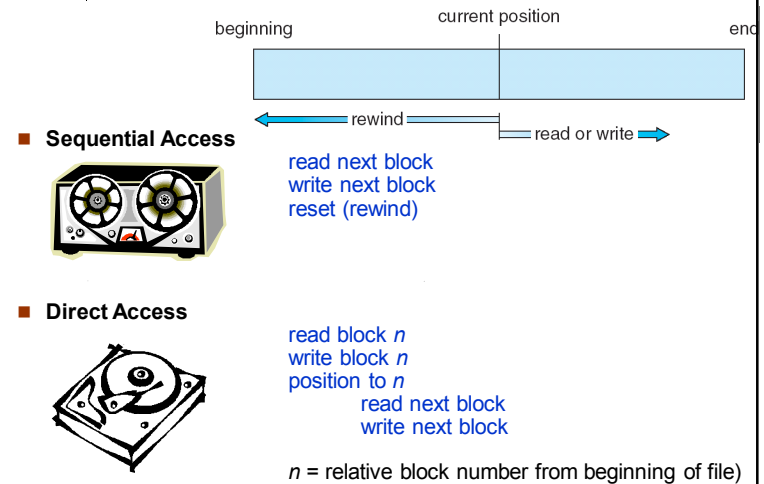 current position
beginning
end
rewind
read or write
■ Sequential Access
read next block
write next block
reset (rewind)
■ Direct Access
read block n
write block n
position to n
read next block
write next block
n = relative block number from beginning of file)